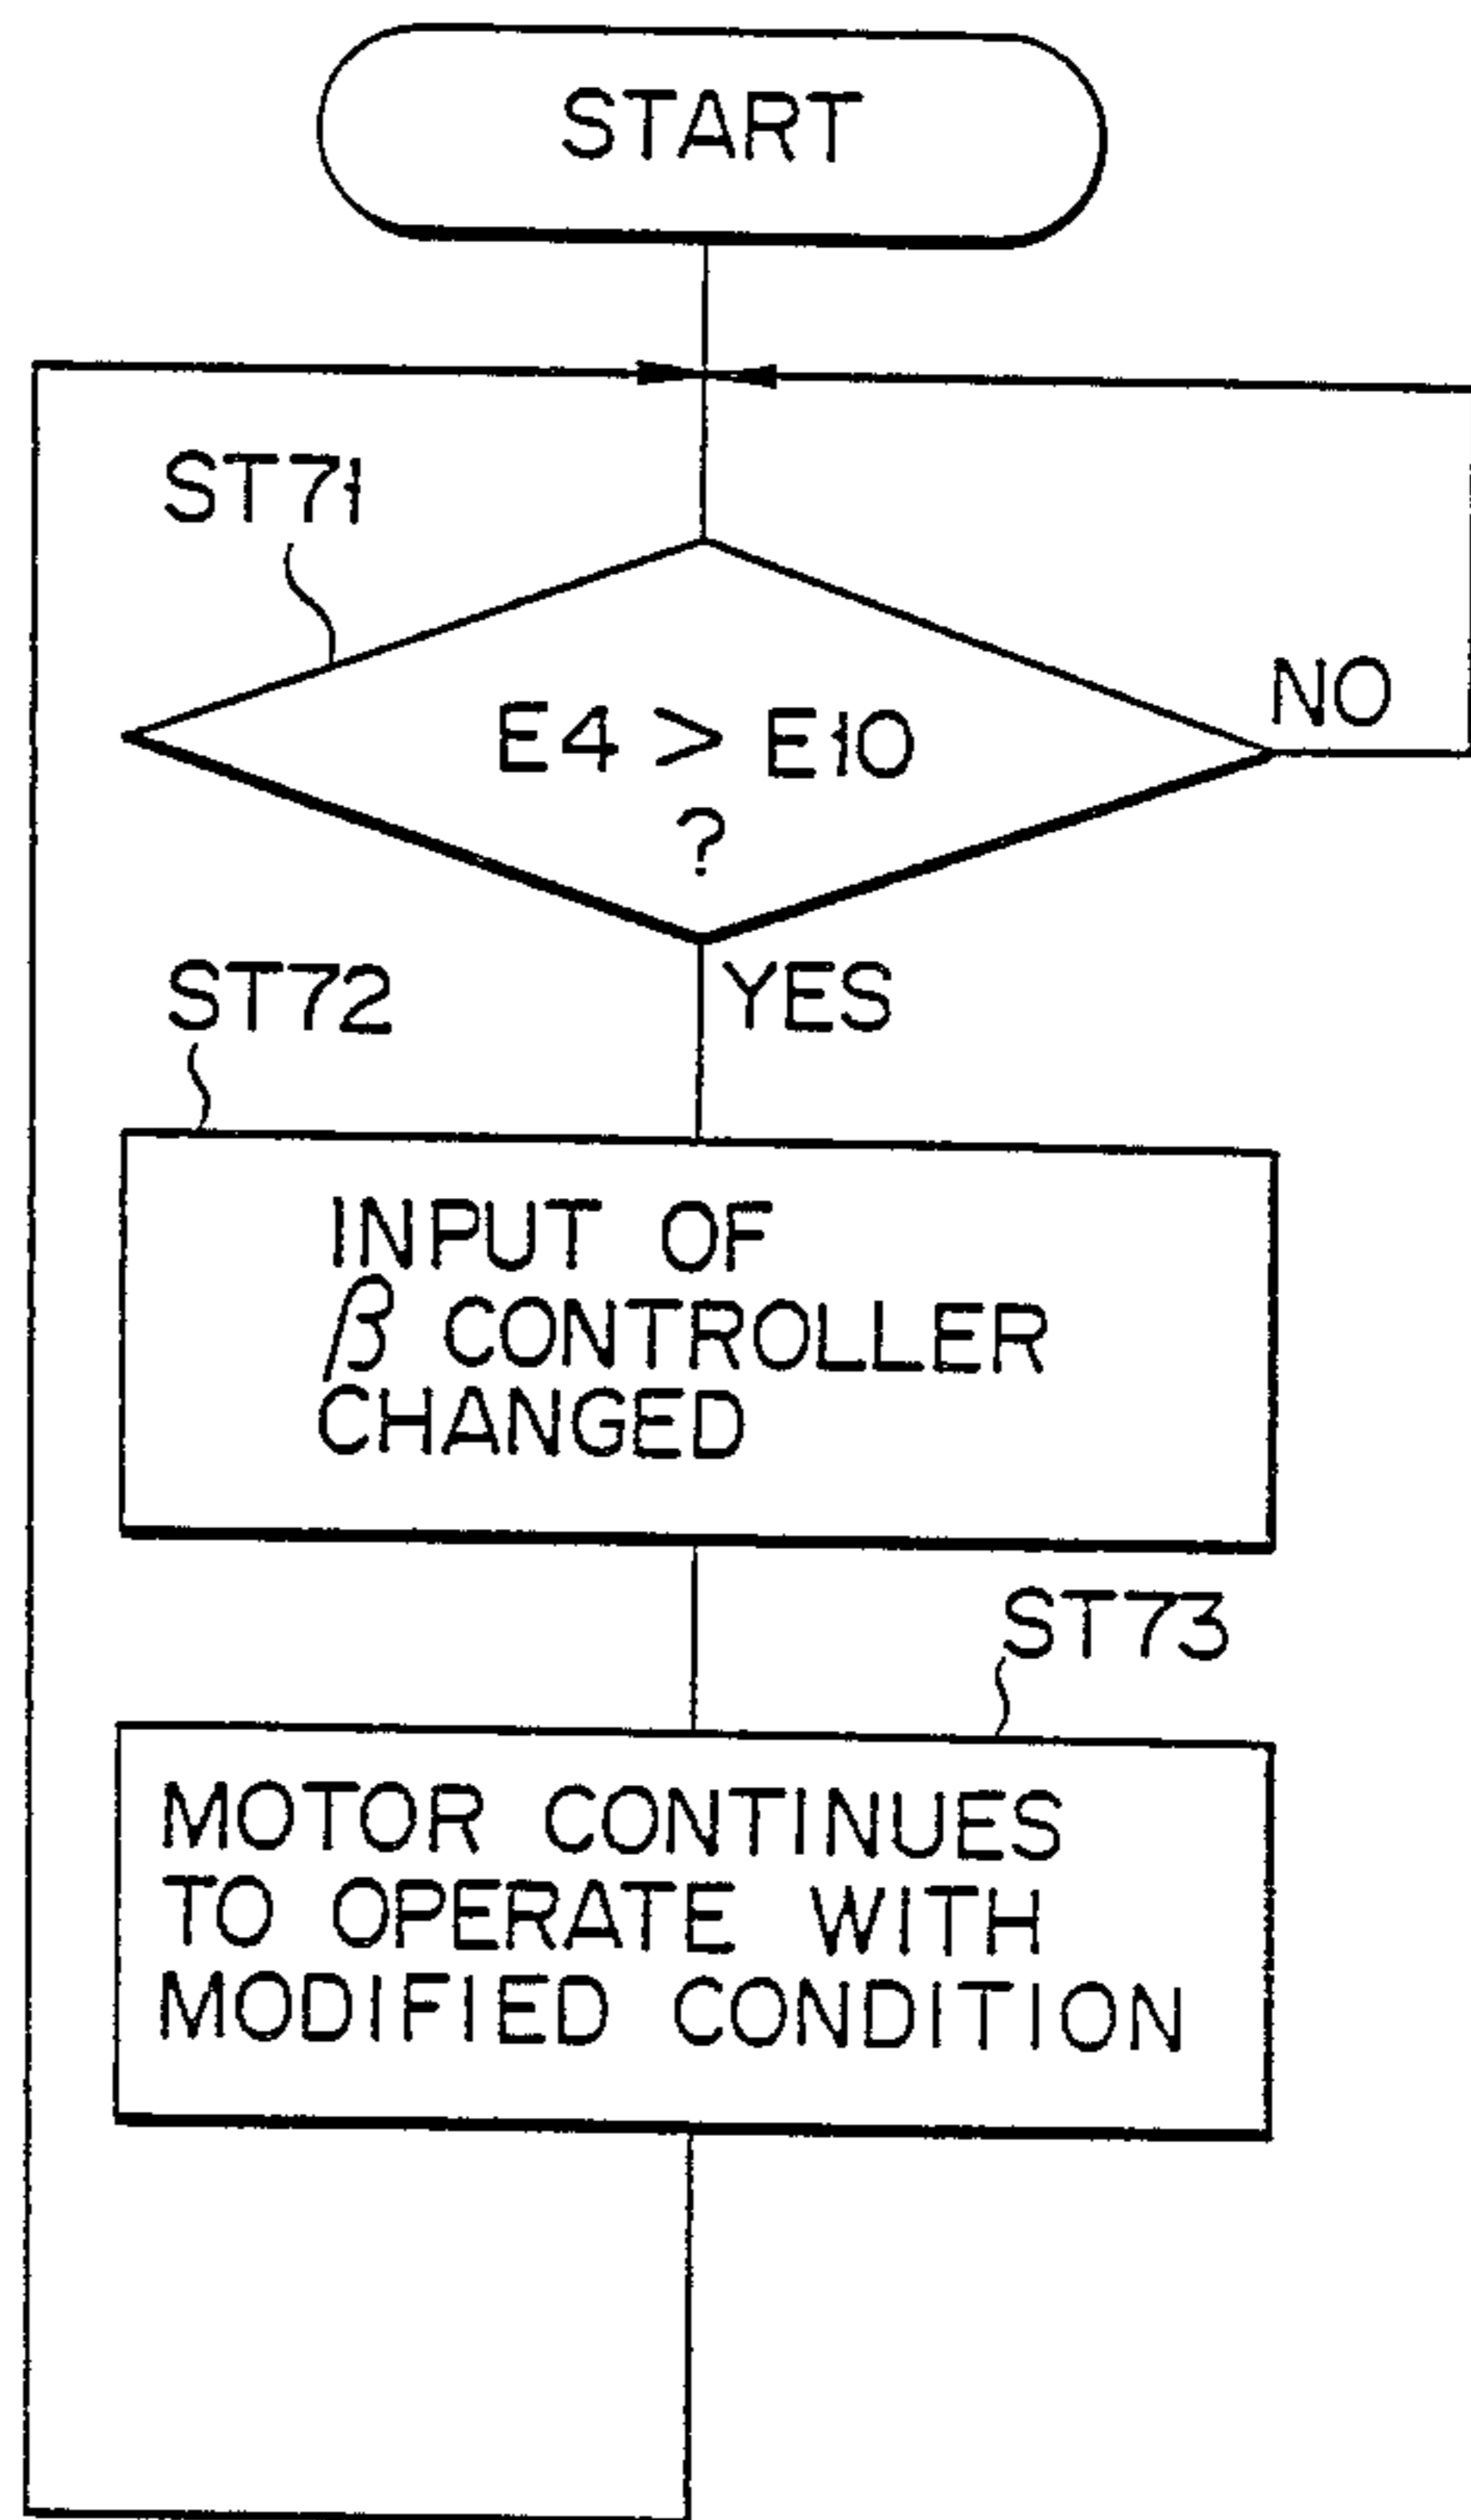 START
ST71
E4 > E10
?
NO
YES
ST72
INPUT OF
β CONTROLLER
CHANGED
ST73
MOTOR CONTINUES
TO OPERATE WITH
MODIFIED CONDITION